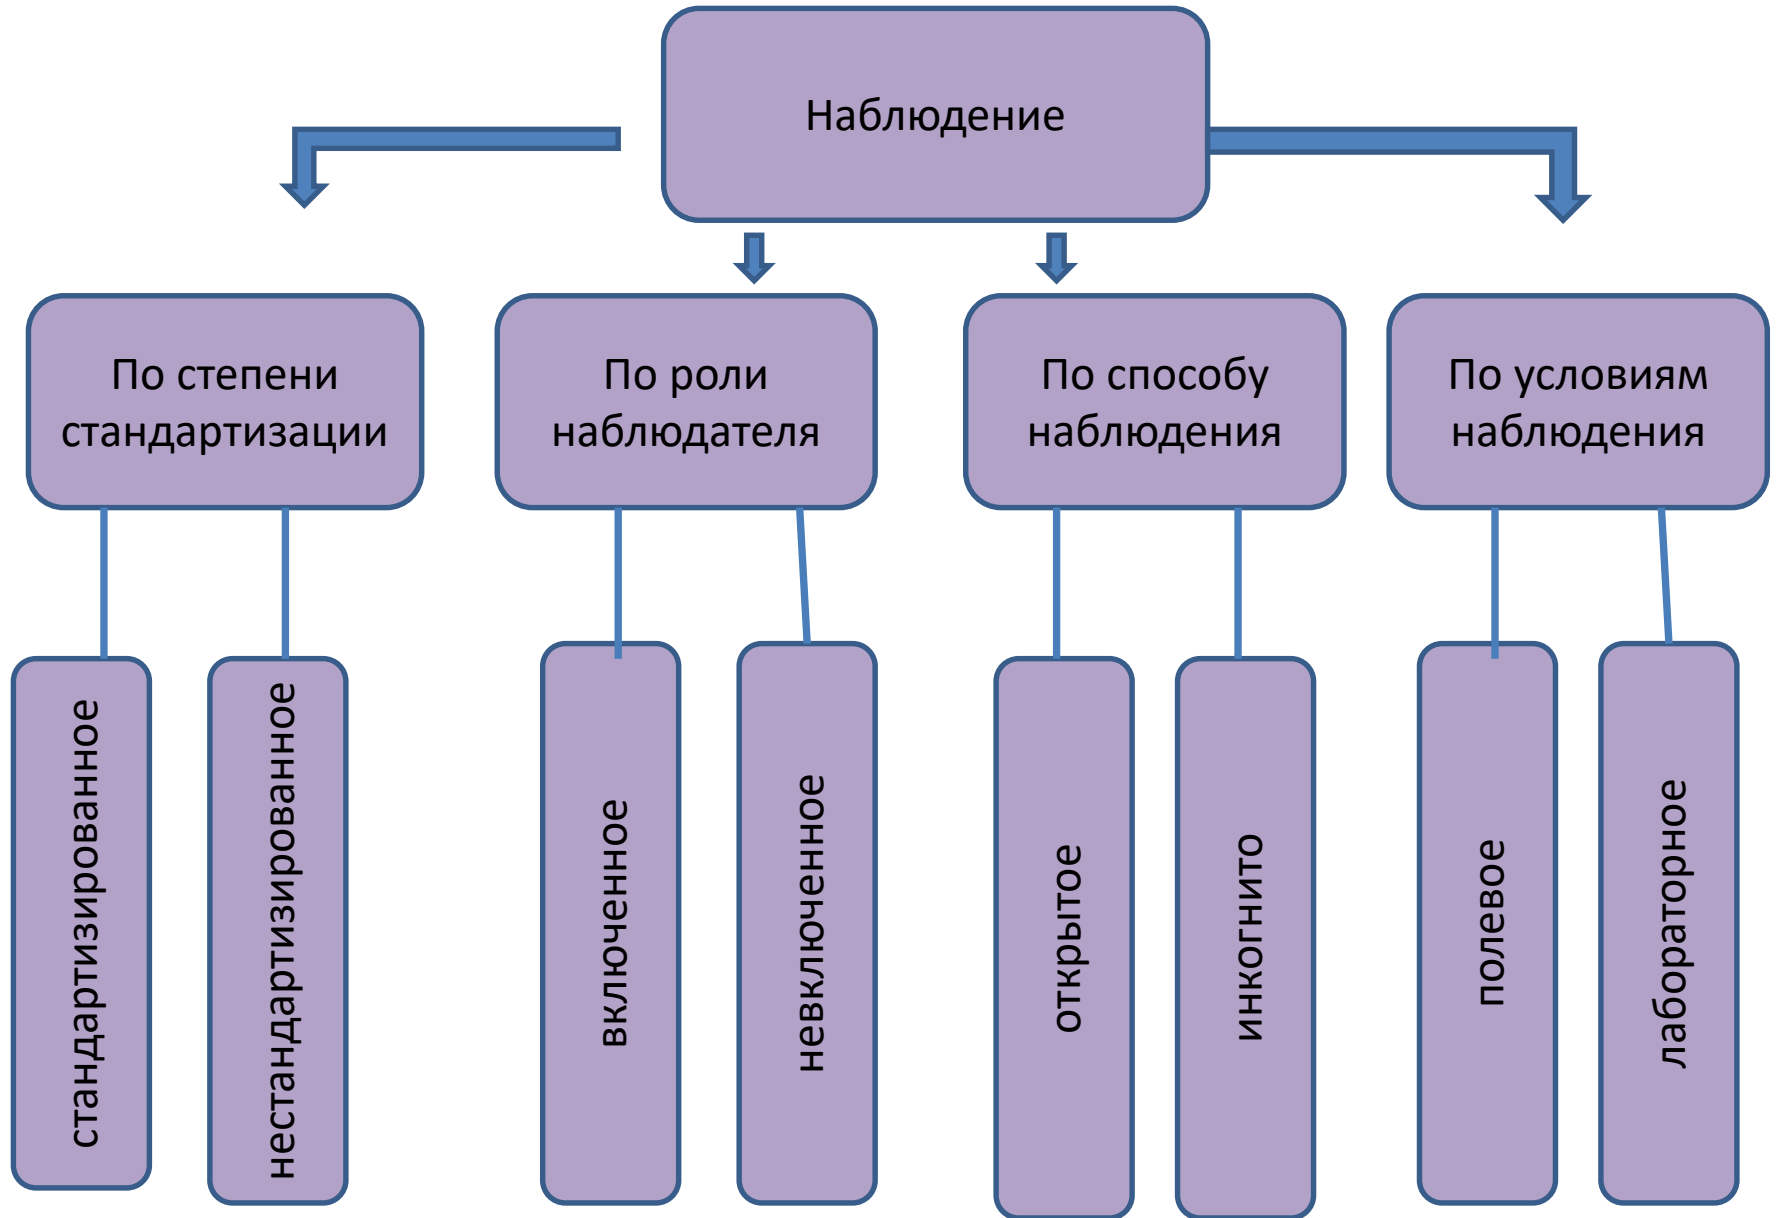 Наблюдение
По степени
стандартизации
По роли
наблюдателя
По способу
наблюдения
По условиям
наблюдения
стандартизированное
нестандартизированное
включенное
невключенное
открытое
инкогнито
полевое
лабораторное